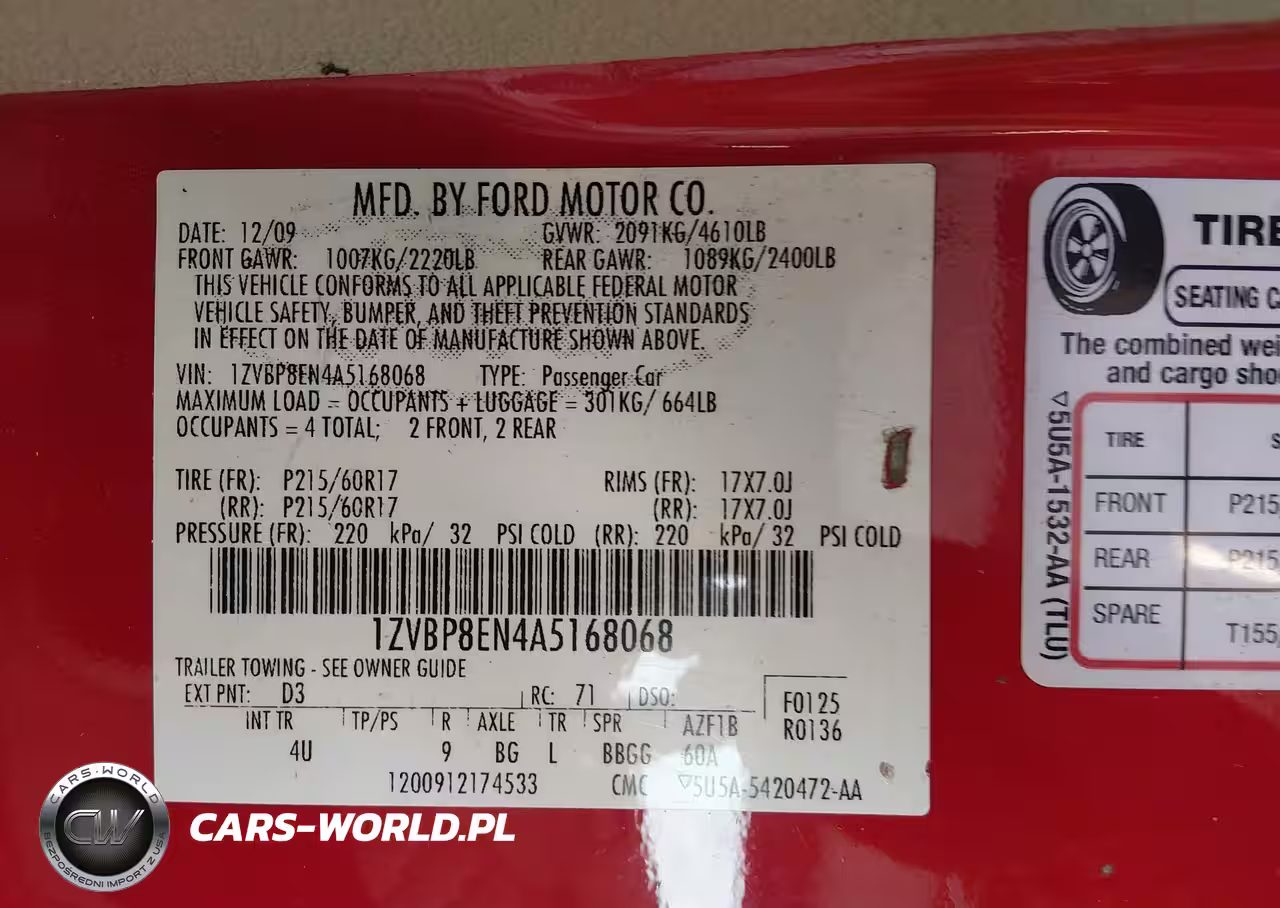 MFD. BY FORD MOTOR CO.
DATE: 12/09 GVWR: 2091KG/4610LB
FRONT GAWR: 1007KG/2220LB REAR GAWR: 1089KG/2400LB
THIS VEHICLE CONFORMS TO ALL APPLICABLE FEDERAL MOTOR
VEHICLE SAFETY, BUMPER, AND THEFT PREVENTION STANDARDS
IN EFFECT ON THE DATE OF MANUFACTURE SHOWN ABOVE.
VIN: 1ZVBP8EN4A5168068 TYPE: Passenger Car
MAXIMUM LOAD = OCCUPANTS + LUGGAGE = 301KG/ 664LB
OCCUPANTS = 4 TOTAL; 2 FRONT, 2 REAR
TIRE (FR): P215/60R17 RIMS (FR): 17X7.0J
(RR): P215/60R17 (RR): 17X7.0J
PRESSURE (FR): 220 kPa/ 32 PSI COLD (RR): 220 kPa/ 32 PSI COLD
1ZVBP8EN4A5168068
TRAILER TOWING - SEE OWNER GUIDE
EXT PNT: D3 RC: 71 DSO:
F0125
R0136
INT TR TP/PS R AXLE TR SPR AZF1B
4U 9 BG L BBGG 60A
1200912174533 CMC ▽5U5A-5420472-AA
TIRE
SEATING C
The combined wei
and cargo sho
▽5U5A-1532-AA (TLU)
TIRE S
FRONT P215
REAR P215
SPARE T155
CARS-WORLD
CW
BEZPOŚREDNI IMPORT Z USA
CARS-WORLD.PL